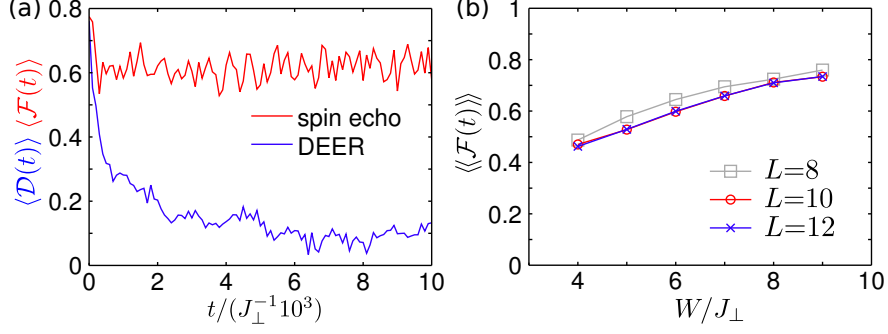 (a)
⟨D(t)⟩ ⟨F(t)⟩
0.8
0.6
0.4
0.2
0
spin echo
DEER
0 2 4 6 8 10
t/(J⊥⁻¹10³)
(b)
⟨⟨F(t)⟩⟩
1
0.8
0.6
0.4
0.2
0
L=8
L=10
L=12
4 6 8 10
W/J⊥